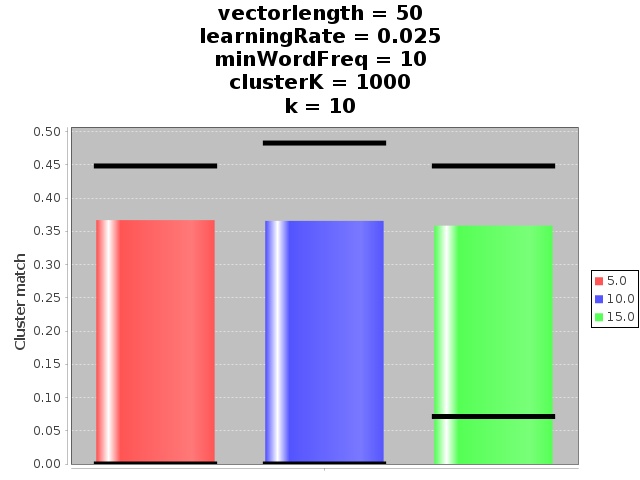 vectorlength = 50
learningRate = 0.025
minWordFreq = 10
clusterK = 1000
k = 10
0.50
0.45
0.40
0.35
0.30
0.25
0.20
0.15
0.10
0.05
0.00
Cluster match
5.0
10.0
15.0